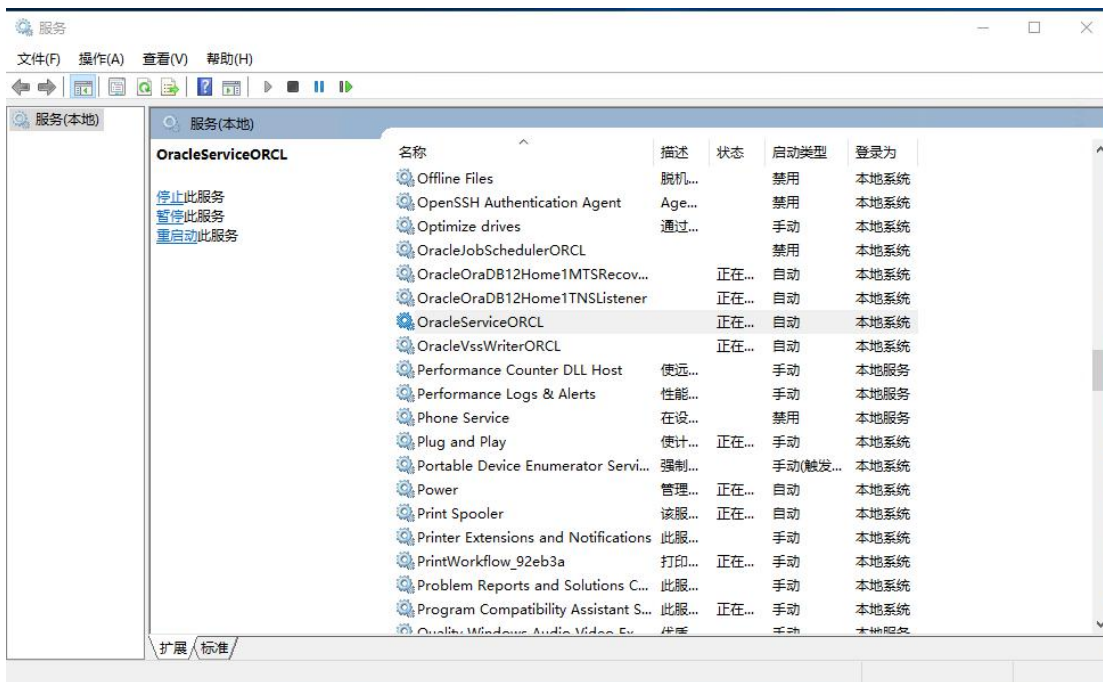 服务
文件(F) 操作(A) 查看(V) 帮助(H)
服务(本地)
服务(本地)
OracleServiceORCL
停止此服务
暂停此服务
重启动此服务
名称 描述 状态 启动类型 登录为
Offline Files 脱机... 禁用 本地系统
OpenSSH Authentication Agent Age... 禁用 本地系统
Optimize drives 通过... 手动 本地系统
OracleJobSchedulerORCL 禁用 本地系统
OracleOraDB12Home1MTSRecov... 正在... 自动 本地系统
OracleOraDB12Home1TNSListener 正在... 自动 本地系统
OracleServiceORCL 正在... 自动 本地系统
OracleVssWriterORCL 正在... 自动 本地系统
Performance Counter DLL Host 使远... 手动 本地服务
Performance Logs & Alerts 性能... 手动 本地服务
Phone Service 在设... 禁用 本地服务
Plug and Play 使计... 正在... 手动 本地系统
Portable Device Enumerator Servi... 强制... 手动(触发... 本地系统
Power 管理... 正在... 自动 本地系统
Print Spooler 该服... 正在... 自动 本地系统
Printer Extensions and Notifications 此服... 手动 本地系统
PrintWorkflow_92eb3a 打印... 正在... 手动 本地系统
Problem Reports and Solutions C... 此服... 手动 本地系统
Program Compatibility Assistant S... 此服... 正在... 手动 本地系统
Quality Windows Audio Video Ex... 优质... 手动 本地服务
扩展 标准